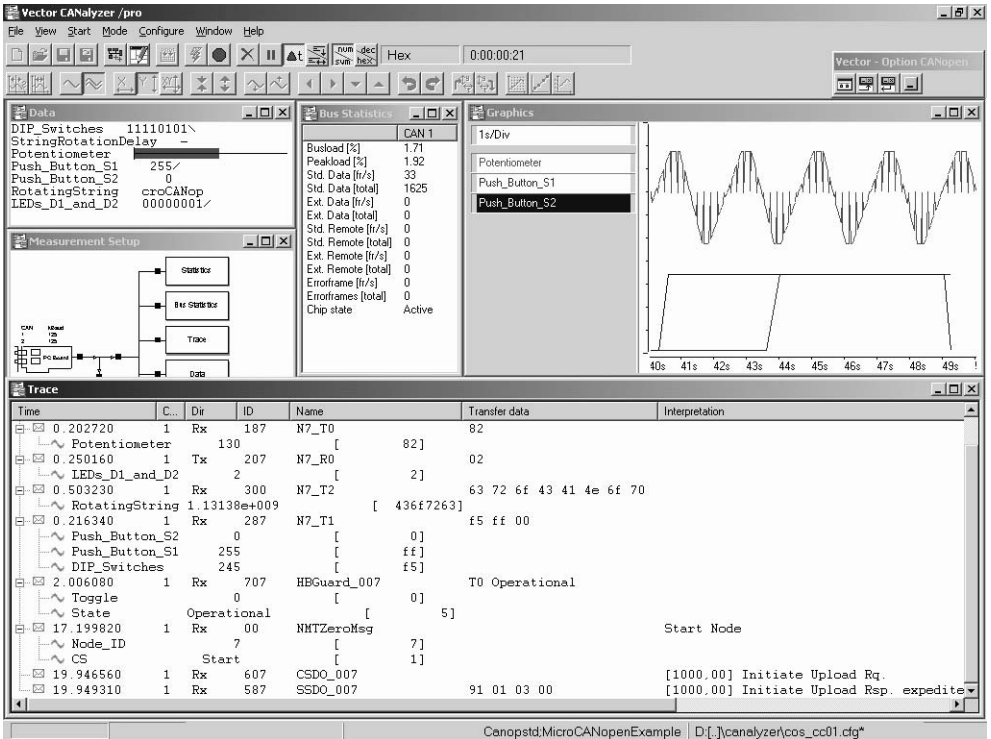 Vector CANalyzer /pro
File View Start Mode Configure Window Help
num sym dec hex Hex 0:00:00:21
Vector - Option CANopen
Data
DIP_Switches 11110101\
StringRotationDelay -
Potentiometer
Push_Button_S1 255/
Push_Button_S2 0
RotatingString croCANop
LEDs_D1_and_D2 00000001/
Measurement Setup
Statistics
Bus Statistics
Trace
Data
CAN
1
2
125
125
PC Board
Bus Statistics
CAN 1
Busload [%] 1.71
Peakload [%] 1.92
Std. Data [fr/s] 33
Std. Data [total] 1625
Ext. Data [fr/s] 0
Ext. Data [total] 0
Std. Remote [fr/s] 0
Std. Remote [total] 0
Ext. Remote [fr/s] 0
Ext. Remote [total] 0
Errorframe [fr/s] 0
Errorframes [total] 0
Chip state Active
Graphics
1s/Div
Potentiometer
Push_Button_S1
Push_Button_S2
40s 41s 42s 43s 44s 45s 46s 47s 48s 49s
Trace
Time C... Dir ID Name Transfer data Interpretation
0.202720 1 Rx 187 N7_T0 82
Potentiometer 130 [ 82]
0.250160 1 Tx 207 N7_R0 02
LEDs_D1_and_D2 2 [ 2]
0.503230 1 Rx 300 N7_T2 63 72 6f 43 41 4e 6f 70
RotatingString 1.13138e+009 [ 436f7263]
0.216340 1 Rx 287 N7_T1 f5 ff 00
Push_Button_S2 0 [ 0]
Push_Button_S1 255 [ ff]
DIP_Switches 245 [ f5]
2.006080 1 Rx 707 HBGuard_007 T0 Operational
Toggle 0 [ 0]
State Operational [ 5]
17.199820 1 Rx 00 NMTZeroMsg Start Node
Node_ID 7 [ 7]
CS Start [ 1]
19.946560 1 Rx 607 CSDO_007 [1000,00] Initiate Upload Rq.
19.949310 1 Rx 587 SSDO_007 91 01 03 00 [1000,00] Initiate Upload Rsp. expedite
Canopstd;MicroCANopenExample D:[..]\canalyzer\cos_cc01.cfg*